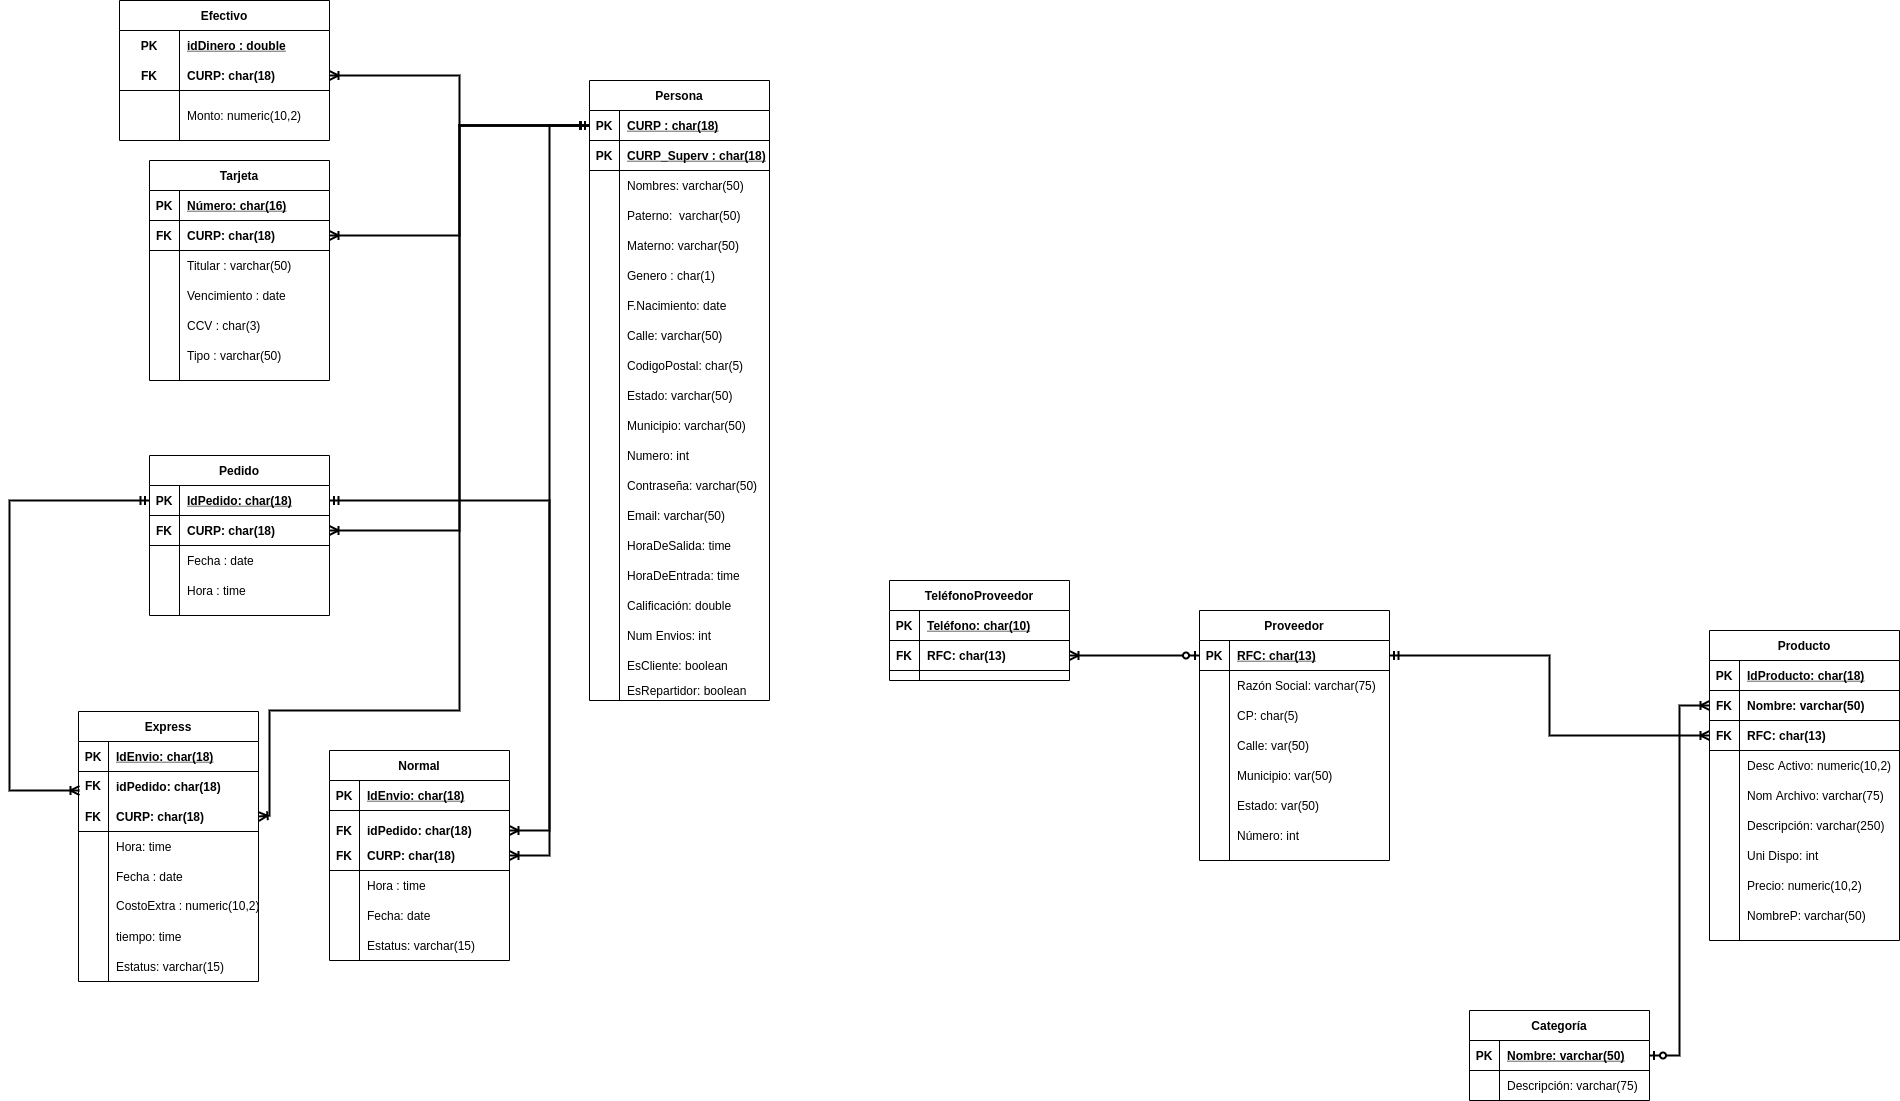 Efectivo
PK idDinero : double
FK CURP: char(18)
Monto: numeric(10,2)
Tarjeta
PK Número: char(16)
FK CURP: char(18)
Titular : varchar(50)
Vencimiento : date
CCV : char(3)
Tipo : varchar(50)
Pedido
PK IdPedido: char(18)
FK CURP: char(18)
Fecha : date
Hora : time
Express
PK IdEnvio: char(18)
FK idPedido: char(18)
FK CURP: char(18)
Hora: time
Fecha : date
CostoExtra : numeric(10,2)
tiempo: time
Estatus: varchar(15)
Normal
PK IdEnvio: char(18)
FK idPedido: char(18)
FK CURP: char(18)
Hora : time
Fecha: date
Estatus: varchar(15)
Persona
PK CURP : char(18)
PK CURP_Superv : char(18)
Nombres: varchar(50)
Paterno:  varchar(50)
Materno: varchar(50)
Genero : char(1)
F.Nacimiento: date
Calle: varchar(50)
CodigoPostal: char(5)
Estado: varchar(50)
Municipio: varchar(50)
Numero: int
Contraseña: varchar(50)
Email: varchar(50)
HoraDeSalida: time
HoraDeEntrada: time
Calificación: double
Num Envios: int
EsCliente: boolean
EsRepartidor: boolean
TeléfonoProveedor
PK Teléfono: char(10)
FK RFC: char(13)
Proveedor
PK RFC: char(13)
Razón Social: varchar(75)
CP: char(5)
Calle: var(50)
Municipio: var(50)
Estado: var(50)
Número: int
Producto
PK IdProducto: char(18)
FK Nombre: varchar(50)
FK RFC: char(13)
Desc Activo: numeric(10,2)
Nom Archivo: varchar(75)
Descripción: varchar(250)
Uni Dispo: int
Precio: numeric(10,2)
NombreP: varchar(50)
Categoría
PK Nombre: varchar(50)
Descripción: varchar(75)